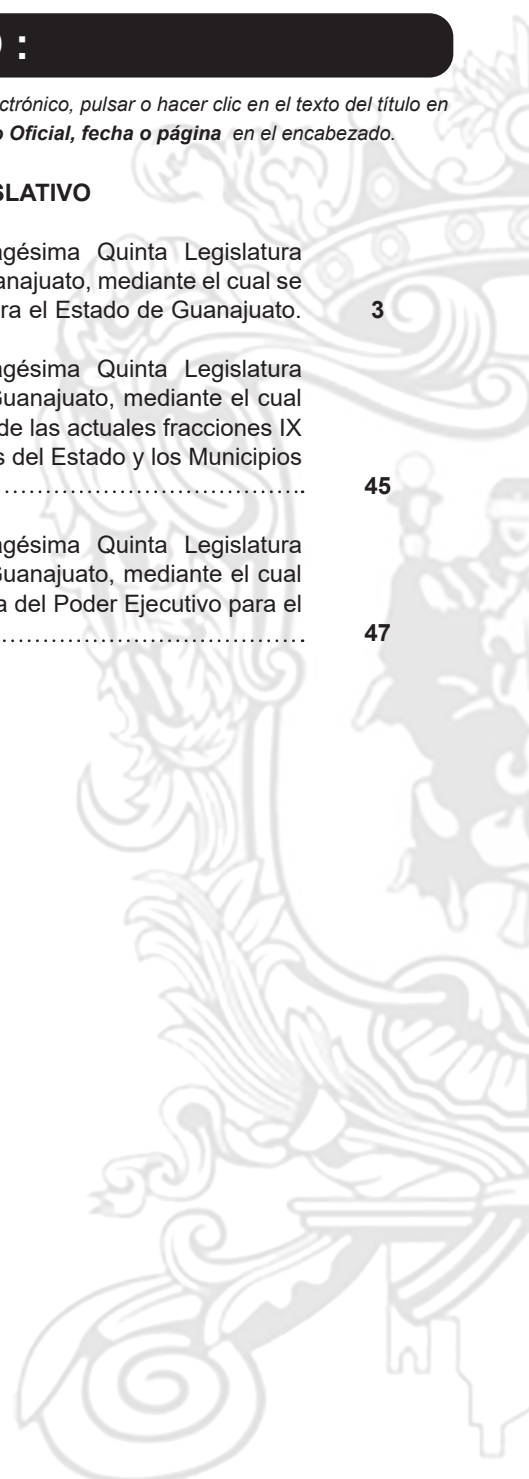 :
ctrónico, pulsar o hacer clic en el texto del título en
Oficial, fecha o página en el encabezado.
SLATIVO
agésima Quinta Legislatura
anajuato, mediante el cual se
ra el Estado de Guanajuato. 3
agésima Quinta Legislatura
Guanajuato, mediante el cual
de las actuales fracciones IX
s del Estado y los Municipios
........................................ 45
agésima Quinta Legislatura
Guanajuato, mediante el cual
a del Poder Ejecutivo para el
........................................ 47